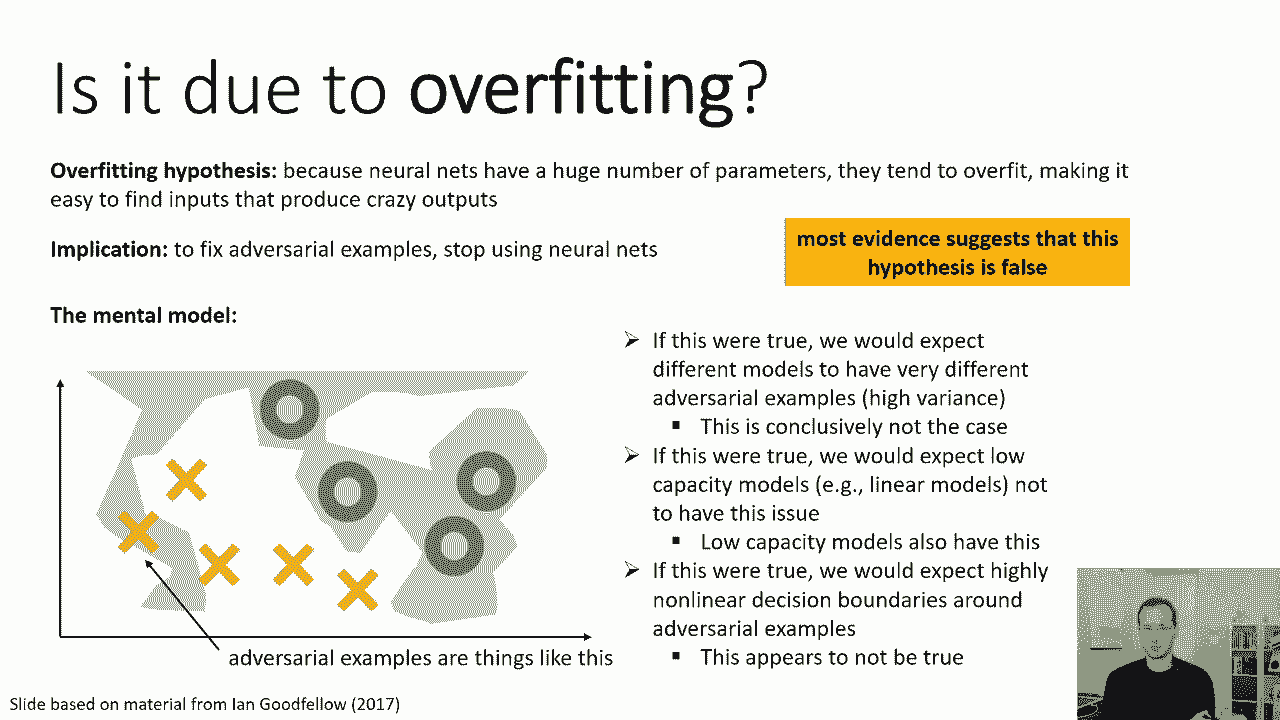 Is it due to overfitting?
Overfitting hypothesis: because neural nets have a huge number of parameters, they tend to overfit, making it
easy to find inputs that produce crazy outputs
Implication: to fix adversarial examples, stop using neural nets
most evidence suggests that this
hypothesis is false
The mental model:
adversarial examples are things like this
➢ If this were true, we would expect
different models to have very different
adversarial examples (high variance)
▪ This is conclusively not the case
➢ If this were true, we would expect low
capacity models (e.g., linear models) not
to have this issue
▪ Low capacity models also have this
➢ If this were true, we would expect highly
nonlinear decision boundaries around
adversarial examples
▪ This appears to not be true
Slide based on material from Ian Goodfellow (2017)